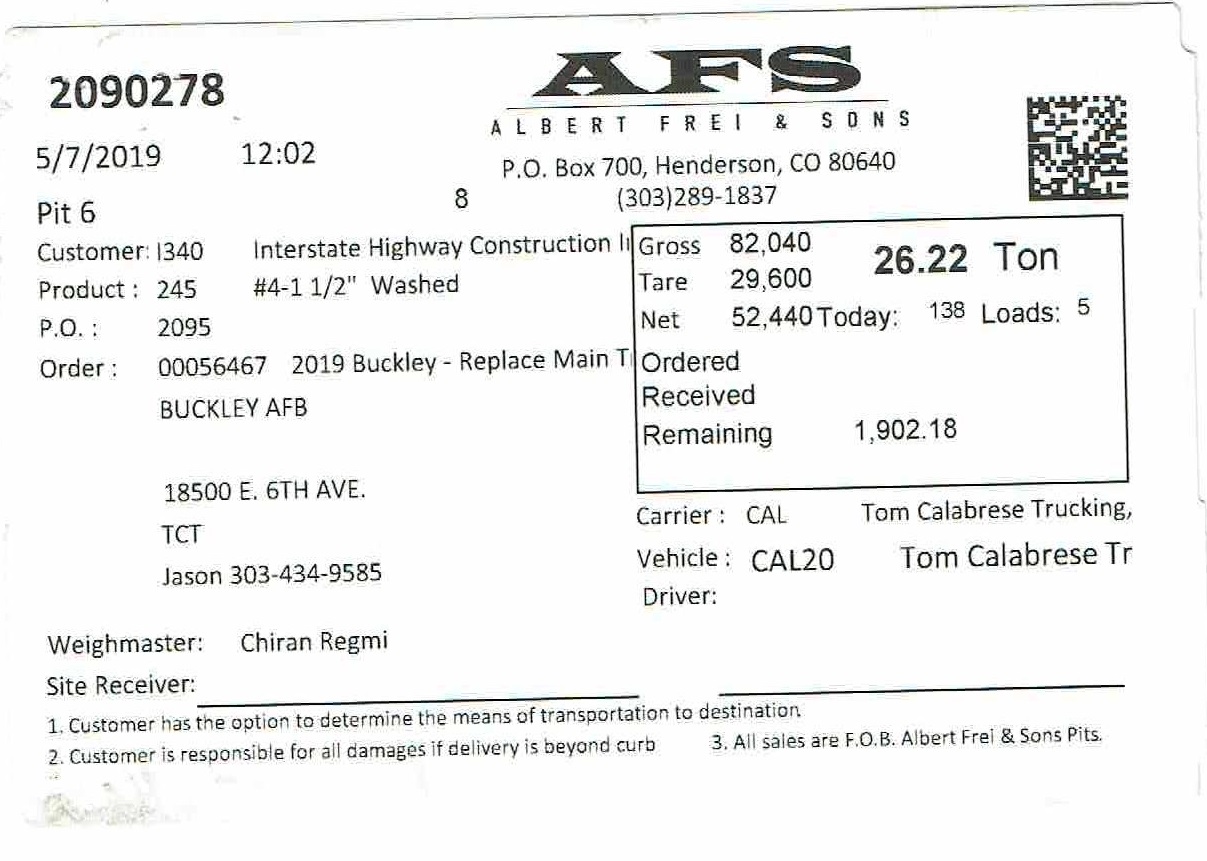 2090278
AFS
ALBERT FREI & SONS
5/7/2019 12:02
P.O. Box 700, Henderson, CO 80640
Pit 6 8 (303)289-1837
Customer: I340 Interstate Highway Construction I
Product : 245 #4-1 1/2" Washed
P.O. : 2095
Order : 00056467 2019 Buckley - Replace Main T
BUCKLEY AFB
18500 E. 6TH AVE.
TCT
Jason 303-434-9585
Gross 82,040 26.22 Ton
Tare 29,600
Net 52,440 Today: 138 Loads: 5
Ordered
Received
Remaining 1,902.18
Carrier : CAL Tom Calabrese Trucking,
Vehicle : CAL20 Tom Calabrese Tr
Driver:
Weighmaster: Chiran Regmi
Site Receiver:
1. Customer has the option to determine the means of transportation to destination
2. Customer is responsible for all damages if delivery is beyond curb 3. All sales are F.O.B. Albert Frei & Sons Pits.